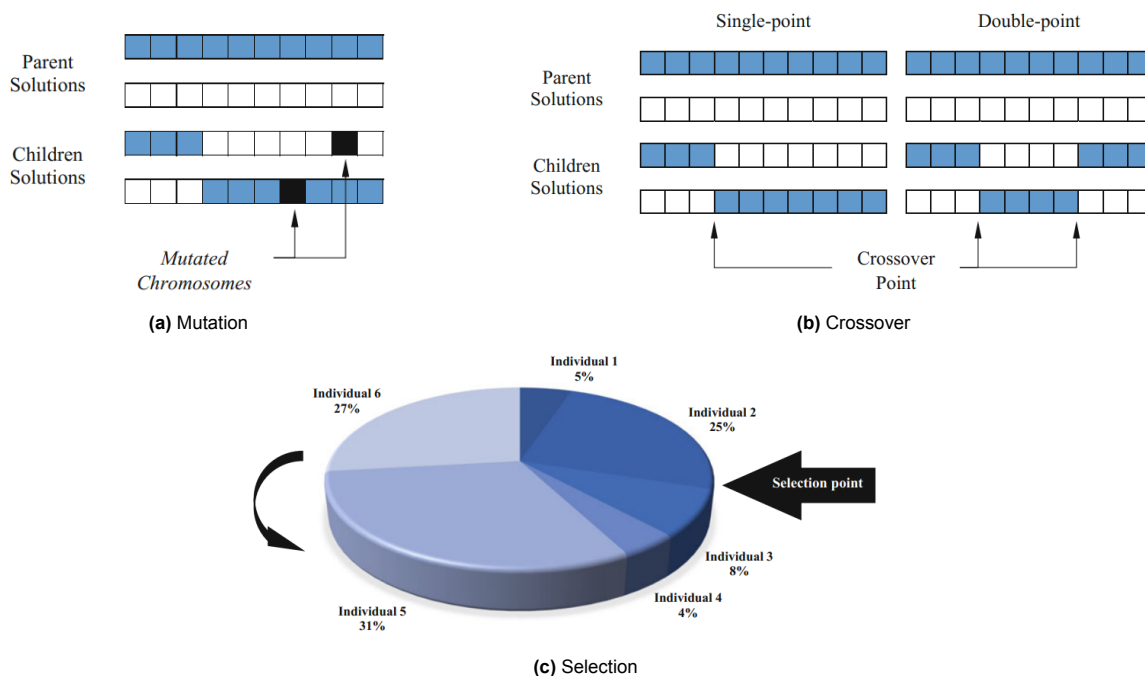 Parent
Solutions
Children
Solutions
Mutated
Chromosomes
(a) Mutation
Single-point
Double-point
Parent
Solutions
Children
Solutions
Crossover
Point
(b) Crossover
Individual 1
5%
Individual 2
25%
Selection point
Individual 3
8%
Individual 4
4%
Individual 5
31%
Individual 6
27%
(c) Selection